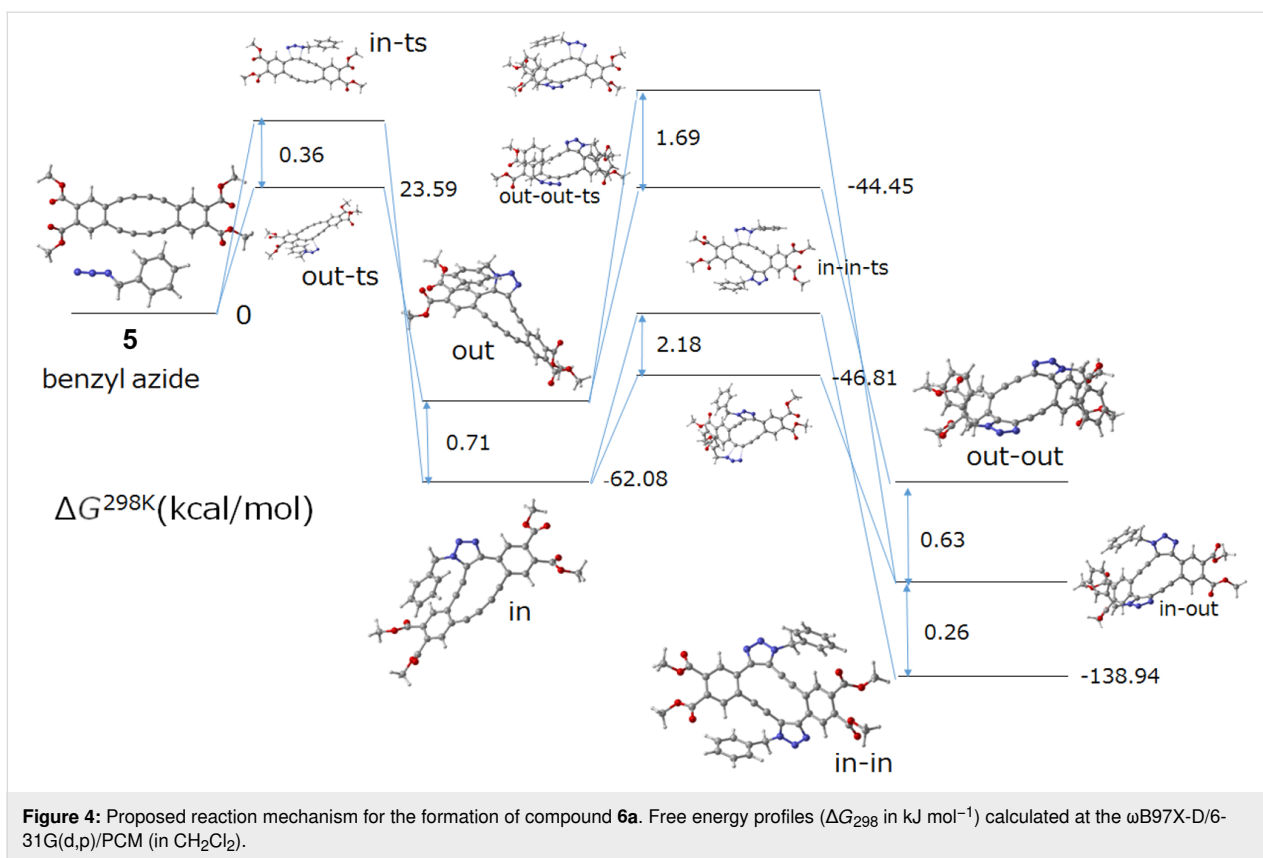 in-ts
0.36
23.59
out-ts
5
0
benzyl azide
out
0.71
-62.08
ΔG²⁹⁸ᴷ(kcal/mol)
in
1.69
-44.45
out-out-ts
in-in-ts
2.18
-46.81
out-out
0.63
in-out
0.26
-138.94
in-in
Figure 4: Proposed reaction mechanism for the formation of compound 6a. Free energy profiles (ΔG₂₉₈ in kJ mol⁻¹) calculated at the ωB97X-D/6-
31G(d,p)/PCM (in CH₂Cl₂).